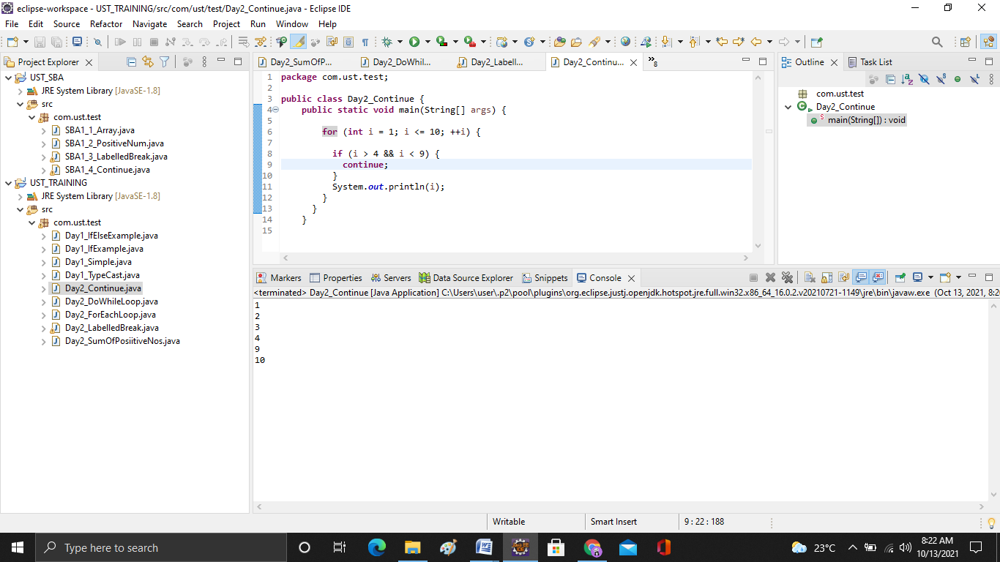 eclipse-workspace - UST_TRAINING/src/com/ust/test/Day2_Continue.java - Eclipse IDE
File Edit Source Refactor Navigate Search Project Run Window Help
Project Explorer
UST_SBA
JRE System Library [JavaSE-1.8]
src
com.ust.test
SBA1_1_Array.java
SBA1_2_PositiveNum.java
SBA1_3_LabelledBreak.java
SBA1_4_Continue.java
UST_TRAINING
JRE System Library [JavaSE-1.8]
src
com.ust.test
Day1_IfElseExample.java
Day1_IfExample.java
Day1_Simple.java
Day1_TypeCast.java
Day2_Continue.java
Day2_DoWhileLoop.java
Day2_ForEachLoop.java
Day2_LabelledBreak.java
Day2_SumOfPosiitiveNos.java
Day2_SumOfP... Day2_DoWhil... Day2_Labell... Day2_Continu... »8
1 package com.ust.test;
2
3 public class Day2_Continue {
4 public static void main(String[] args) {
5
6 for (int i = 1; i <= 10; ++i) {
7
8 if (i > 4 && i < 9) {
9 continue;
10 }
11 System.out.println(i);
12 }
13 }
14 }
15
Outline Task List
com.ust.test
Day2_Continue
main(String[]) : void
Markers Properties Servers Data Source Explorer Snippets Console
<terminated> Day2_Continue [Java Application] C:\Users\user\.p2\pool\plugins\org.eclipse.justj.openjdk.hotspot.jre.full.win32.x86_64_16.0.2.v20210721-1149\jre\bin\javaw.exe (Oct 13, 2021, 8:2
1
2
3
4
9
10
Writable Smart Insert 9 : 22 : 188
Type here to search
23°C
8:22 AM
10/13/2021